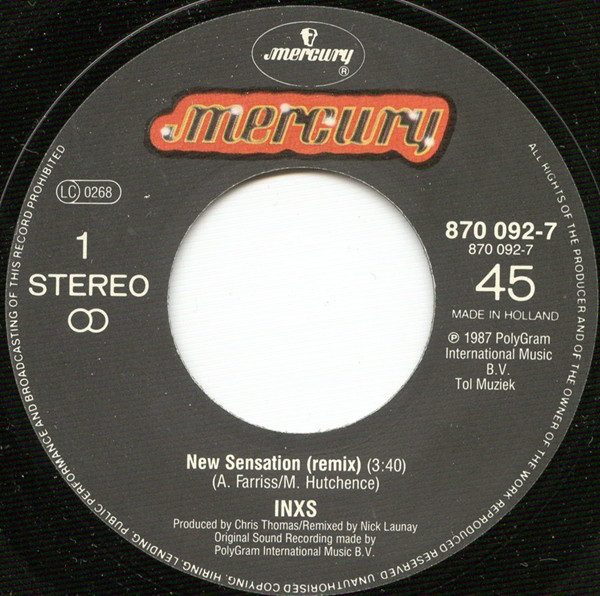 mercury
®
mercury
LC 0268
1
STEREO
870 092-7
870 092-7
45
MADE IN HOLLAND
℗ 1987 PolyGram
International Music
B.V.
Tol Muziek
New Sensation (remix) (3:40)
(A. Farriss/M. Hutchence)
INXS
Produced by Chris Thomas/Remixed by Nick Launay
Original Sound Recording made by
PolyGram International Music B.V.
ALL RIGHTS OF THE PRODUCER AND OF THE OWNER OF THE WORK REPRODUCED RESERVED. UNAUTHORISED COPYING, HIRING, LENDING, PUBLIC PERFORMANCE AND BROADCASTING OF THIS RECORD PROHIBITED